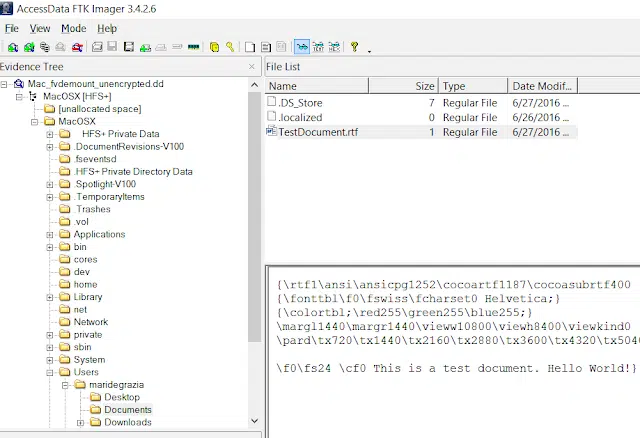 AccessData FTK Imager 3.4.2.6
File View Mode Help
Evidence Tree
Mac_fvdemount_unencrypted.dd
MacOSX [HFS+]
[unallocated space]
MacOSX
HFS+ Private Data
.DocumentRevisions-V100
.fseventsd
.HFS+ Private Directory Data
.Spotlight-V100
.TemporaryItems
.Trashes
.vol
Applications
bin
cores
dev
home
Library
net
Network
private
sbin
System
Users
maridegrazia
Desktop
Documents
Downloads
File List
Name Size Type Date Modif...
.DS_Store 7 Regular File 6/27/2016 ...
.localized 0 Regular File 6/26/2016 ...
TestDocument.rtf 1 Regular File 6/27/2016 ...
{\rtf1\ansi\ansicpg1252\cocoartf1187\cocoasubrtf400
{\fonttbl\f0\fswiss\fcharset0 Helvetica;}
{\colortbl;\red255\green255\blue255;}
\margl1440\margr1440\vieww10800\viewh8400\viewkind0
\pard\tx720\tx1440\tx2160\tx2880\tx3600\tx4320\tx5040
\f0\fs24 \cf0 This is a test document. Hello World!}